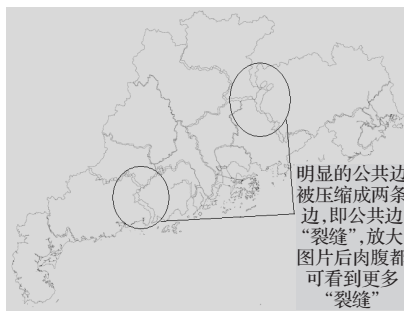 明显的公共边
被压缩成两条
边,即公共边
“裂缝”,放大
图片后肉腹都
可看到更多
“裂缝”